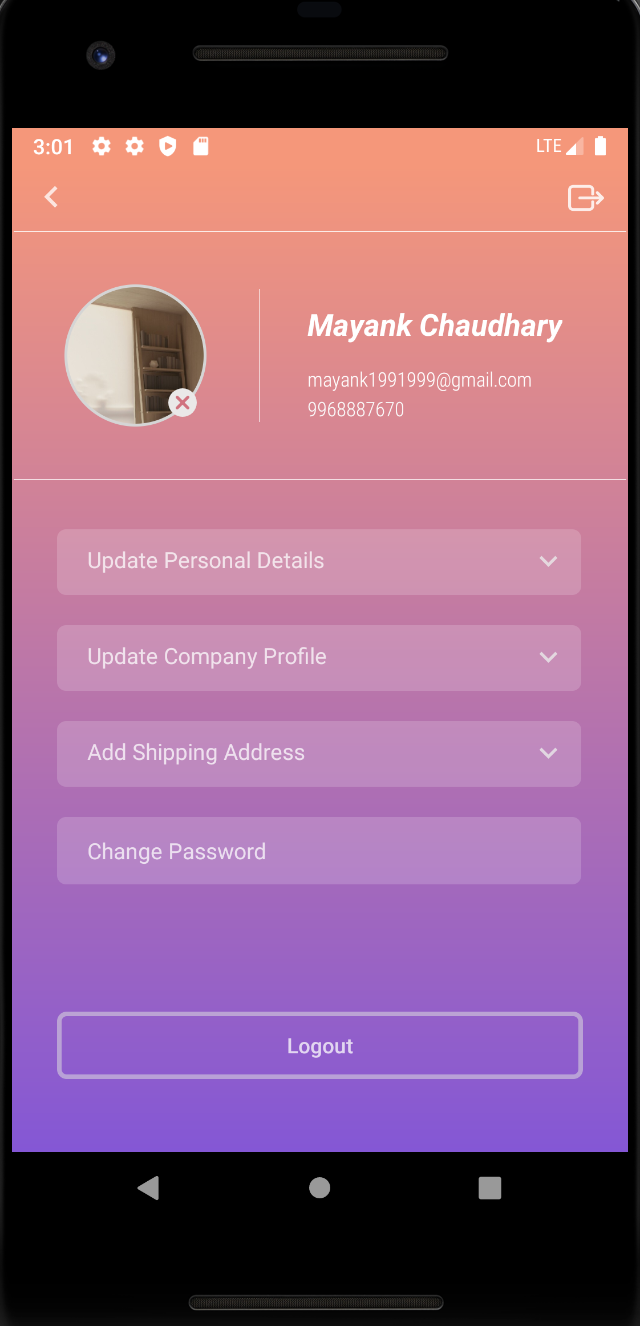 3:01 LTE
Mayank Chaudhary
mayank1991999@gmail.com
9968887670
Update Personal Details
Update Company Profile
Add Shipping Address
Change Password
Logout